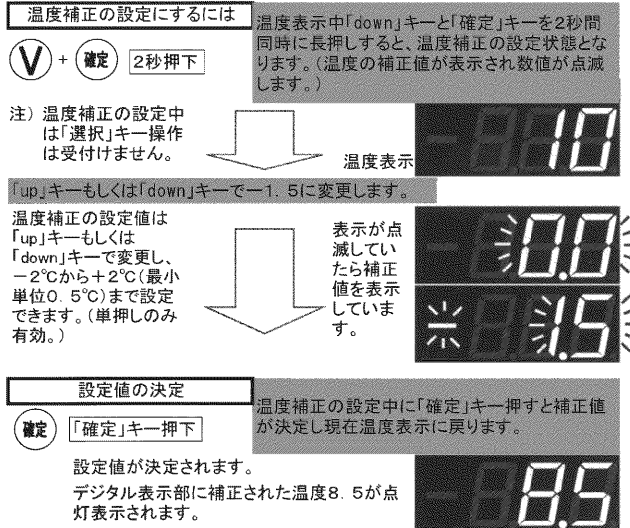 温度補正の設定にするには
温度表示中「down」キーと「確定」キーを2秒間
同時に長押しすると、温度補正の設定状態とな
ります。(温度の補正値が表示され数値が点滅
します。)
V + 確定 2秒押下
注) 温度補正の設定中
は「選択」キー操作
は受付けません。
温度表示
10
「up」キーもしくは「down」キーでー1. 5に変更します。
温度補正の設定値は
「up」キーもしくは
「down」キーで変更し、
－2℃から＋2℃(最小
単位0. 5℃)まで設定
できます。(単押しのみ
有効。)
表示が点
滅してい
たら補正
値を表示
していま
す。
0.0
-1.5
設定値の決定
温度補正の設定中に「確定」キー押すと補正値
が決定し現在温度表示に戻ります。
確定 「確定」キー押下
設定値が決定されます。
デジタル表示部に補正された温度8. 5が点
灯表示されます。
8.5